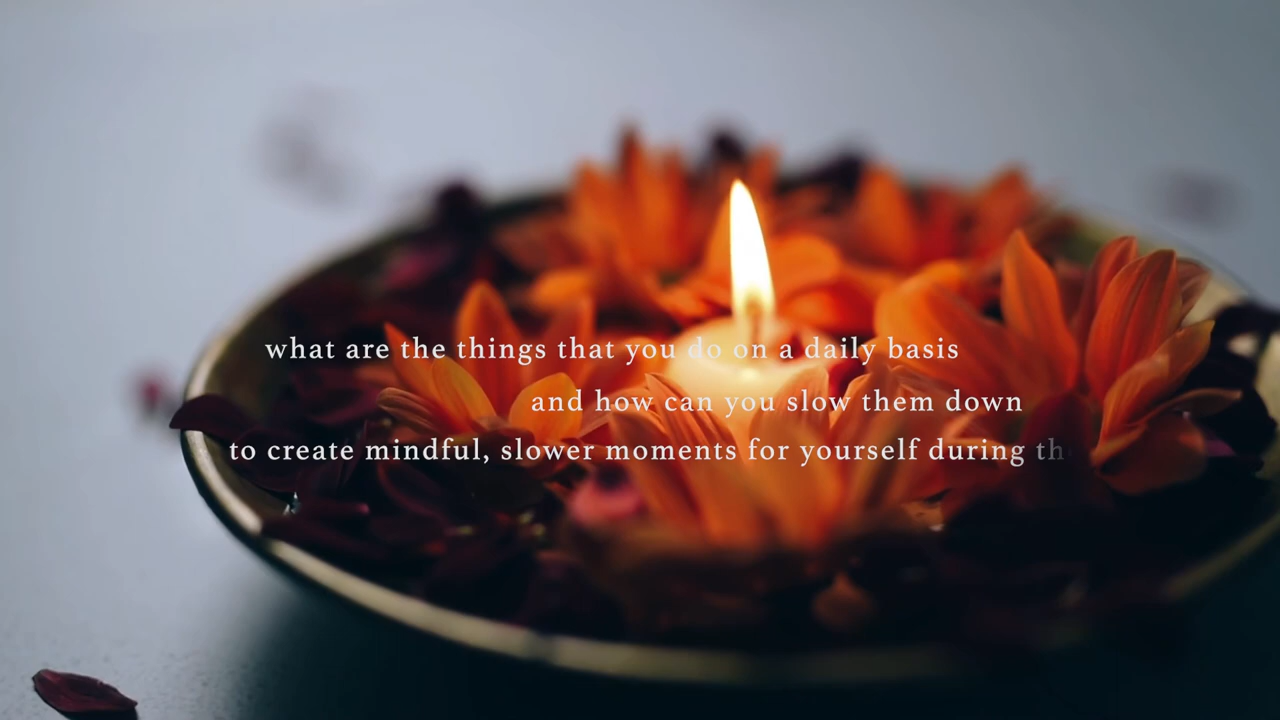 what are the things that you do on a daily basis
and how can you slow them down
to create mindful, slower moments for yourself during